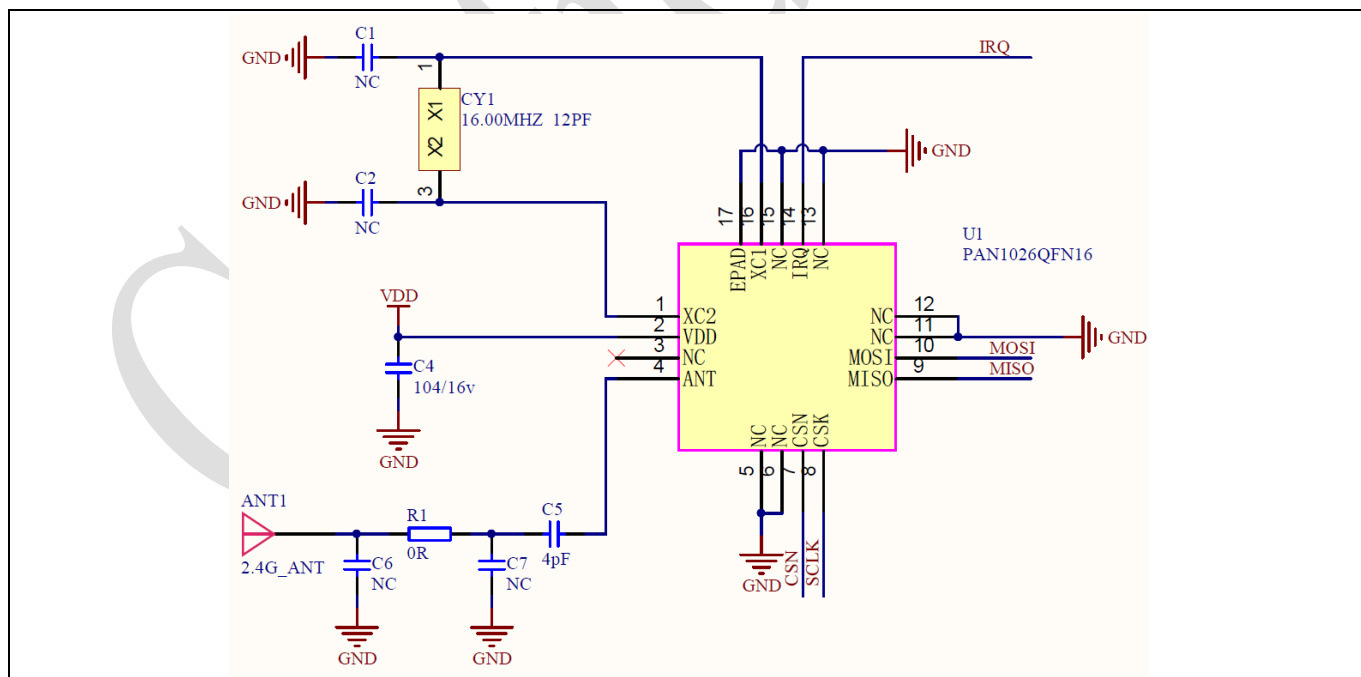 C1
GND
NC
IRQ
1
X1
X2
CY1
16.00MHZ 12PF
3
C2
GND
NC
GND
17
16
15
14
13
EPAD
XC1
NC
IRQ
NC
U1
PAN1026QFN16
VDD
1
XC2
2
VDD
3
NC
4
ANT
NC
12
NC
11
MOSI
10
MOSI
MISO
9
MISO
GND
C4
104/16v
GND
NC
NC
CSN
CSK
5
6
7
8
GND
CSN
SCLK
ANT1
2.4G_ANT
R1
0R
C5
4pF
C6
NC
C7
NC
GND
GND